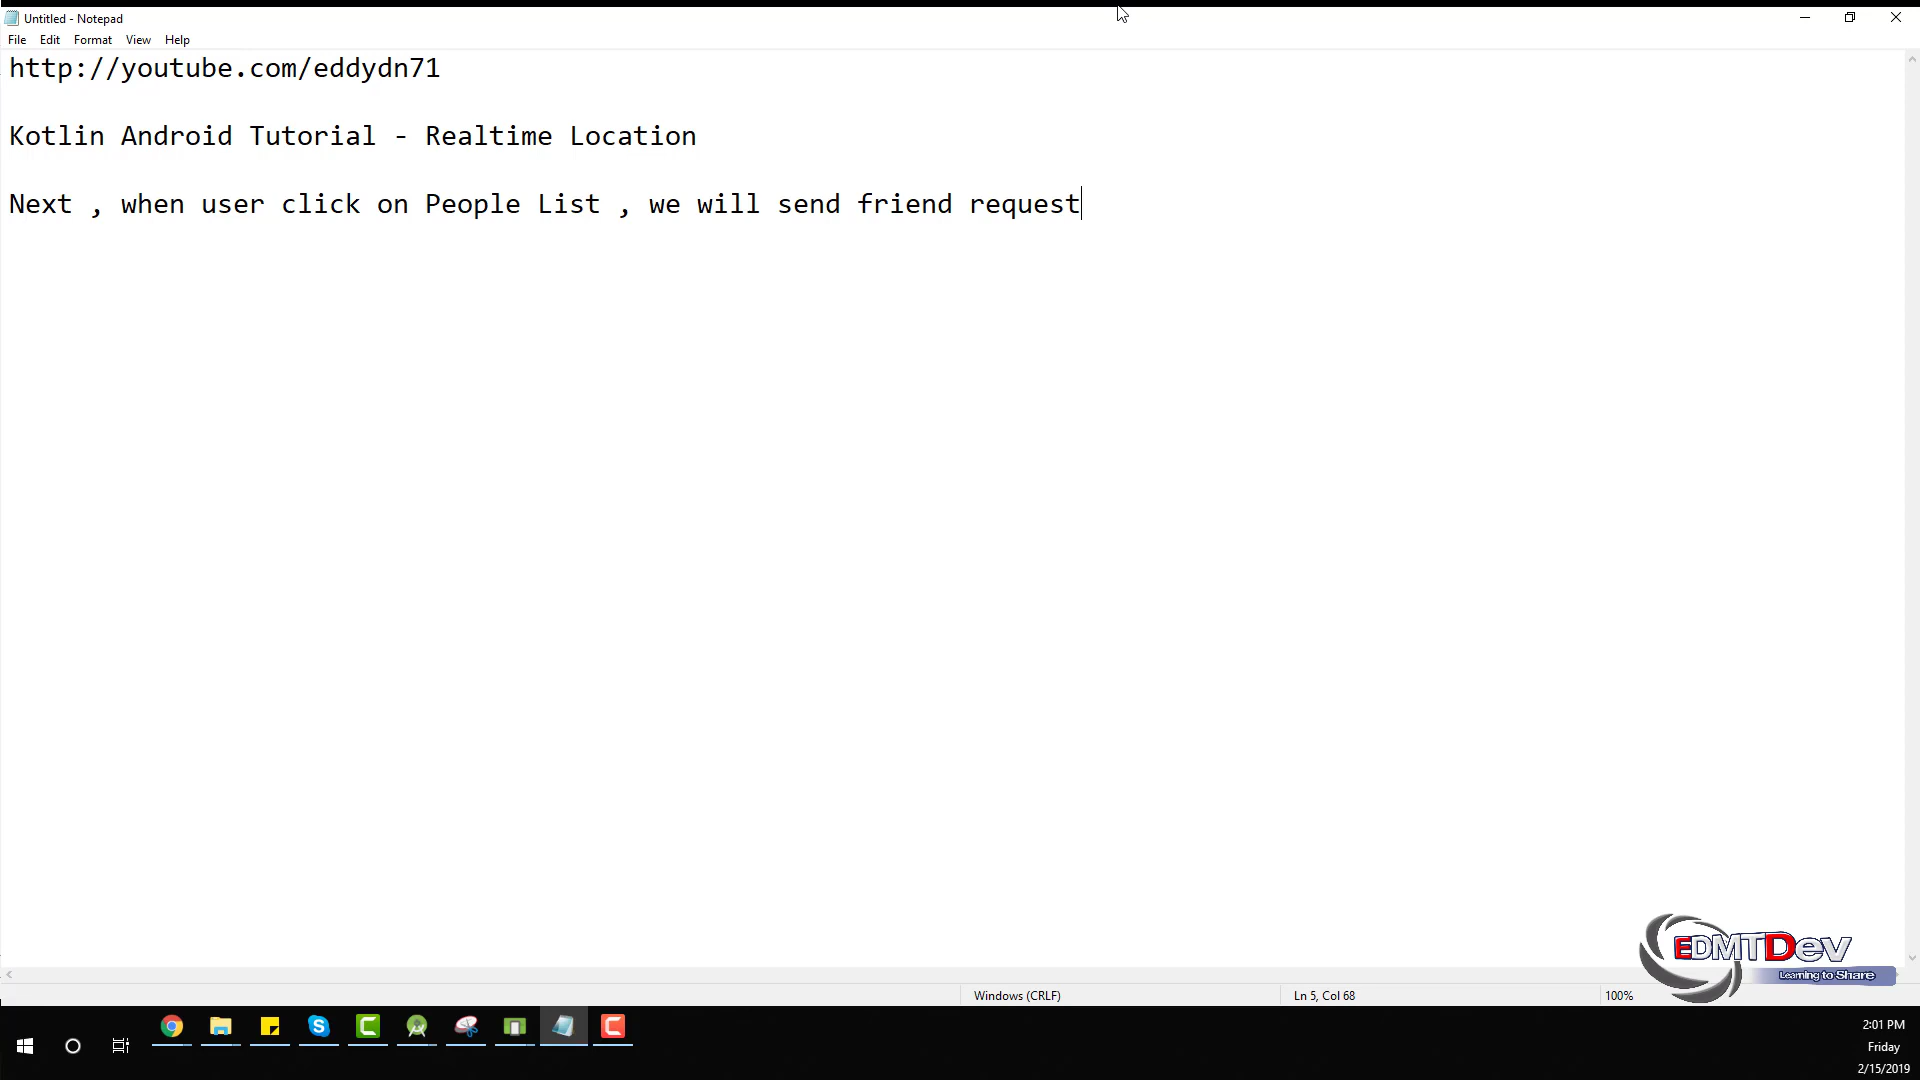 Untitled - Notepad
File Edit Format View Help
http://youtube.com/eddydn71
Kotlin Android Tutorial - Realtime Location
Next , when user click on People List , we will send friend request
EDMTDev
Learning to Share
Windows (CRLF) Ln 5, Col 68 100%
2:01 PM
Friday
2/15/2019